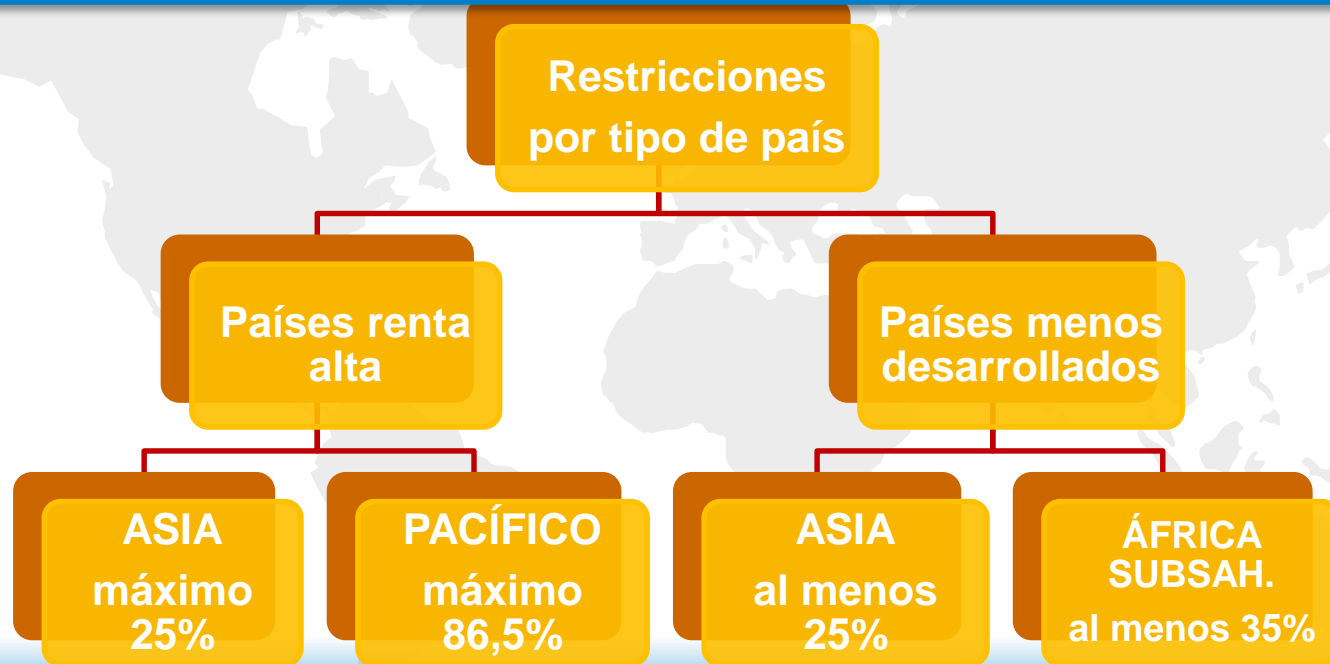 Restricciones
por tipo de país
Países renta
alta
Países menos
desarrollados
ASIA
máximo
25%
PACÍFICO
máximo
86,5%
ASIA
al menos
25%
ÁFRICA
SUBSAH.
al menos 35%